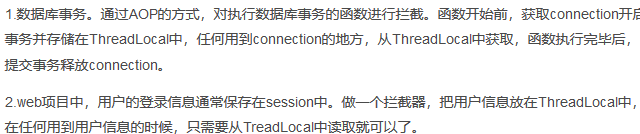 1.数据库事务。通过AOP的方式，对执行数据库事务的函数进行拦截。函数开始前，获取connection开启
事务并存储在ThreadLocal中，任何用到connection的地方，从ThreadLocal中获取，函数执行完毕后，
提交事务释放connection。
2.web项目中，用户的登录信息通常保存在session中。做一个拦截器，把用户信息放在ThreadLocal中，
在任何用到用户信息的时候，只需要从TreadLocal中读取就可以了。